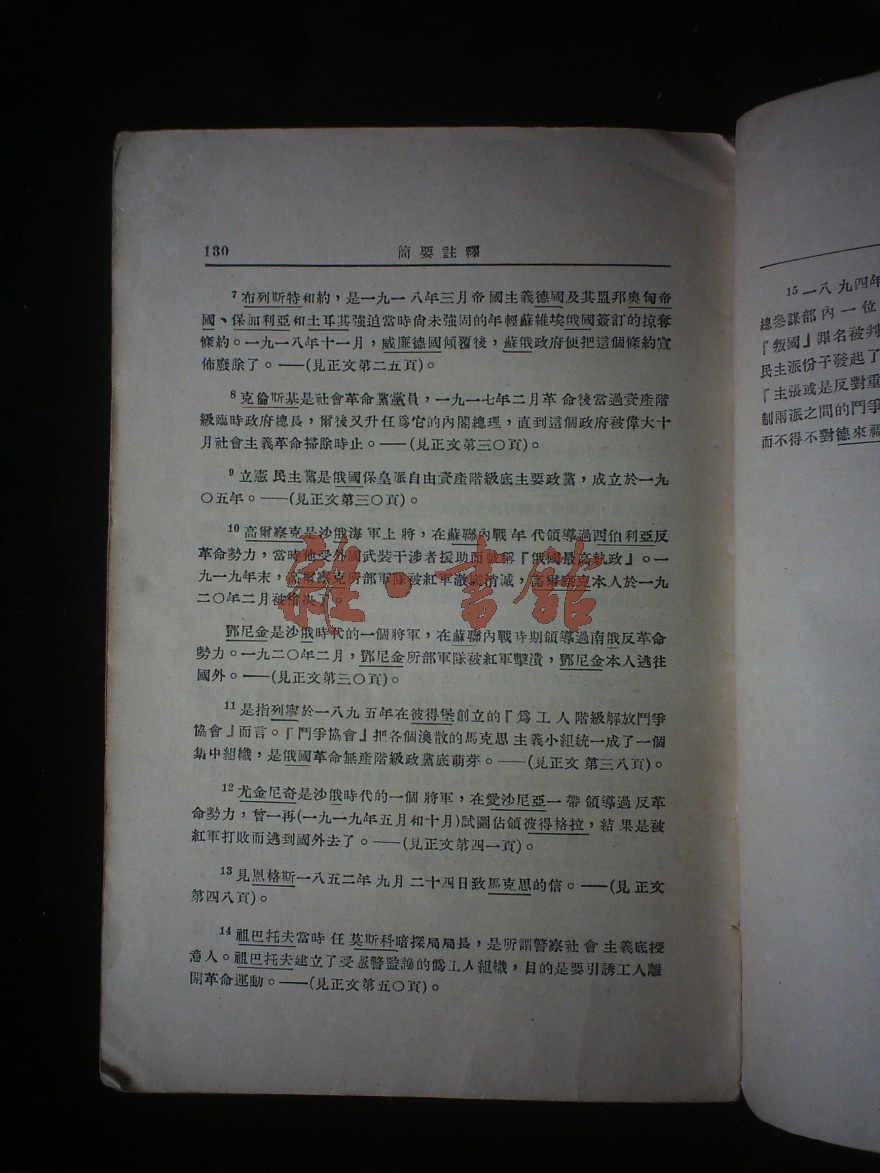 130 簡要註釋
7 布列斯特和約，是一九一八年三月帝國主義德國及其盟邦奧匈帝
國、保加利亞和土耳其強迫當時尙未強固的年輕蘇維埃俄國簽訂的掠奪
條約。一九一八年十一月，威廉德國傾覆後，蘇俄政府便把這個條約宣
佈廢除了。——(見正文第二五頁)。
8 克倫斯基是社會革命黨黨員，一九一七年二月革命後當過資產階
級臨時政府總長，爾後又升任爲它的內閣總理，直到這個政府被偉大十
月社會主義革命掃除時止。——(見正文第三〇頁)。
9 立憲民主黨是俄國保皇派自由資產階級底主要政黨，成立於一九
〇五年。——(見正文第三〇頁)。
10 高爾察克是沙俄海軍上將，在蘇聯內戰年代領導過西伯利亞反
革命勢力，當時他受外國武裝干涉者援助而號稱『俄國最高執政』。一
九一九年末，高爾察克所部軍隊被紅軍澈底消滅，高爾察克本人於一九
二〇年二月被槍決了。
鄧尼金是沙俄時代的一個將軍，在蘇聯內戰時期領導過南俄反革命
勢力。一九二〇年二月，鄧尼金所部軍隊被紅軍擊潰，鄧尼金本人逃往
國外。——(見正文第三〇頁)。
11 是指列寧於一八九五年在彼得堡創立的『爲工人階級解放鬥爭
協會』而言。『鬥爭協會』把各個渙散的馬克思主義小組統一成了一個
集中組織，是俄國革命無產階級政黨底萌芽。——(見正文第三八頁)。
12 尤金尼奇是沙俄時代的一個將軍，在愛沙尼亞一帶領導過反革
命勢力，曾一再(一九一九年五月和十月)試圖佔領彼得格拉，結果是被
紅軍打敗而逃到國外去了。——(見正文第四一頁)。
13 見恩格斯一八五二年九月二十四日致馬克思的信。——(見正文
第四八頁)。
14 祖巴托夫當時任莫斯科暗探局局長，是所謂警察社會主義底授
意人。祖巴托夫建立了受憲警監護的僞工人組織，目的是要引誘工人離
開革命運動。——(見正文第五〇頁)。
雜·書館
15 一八九四年
總參謀部內一位
『叛國』罪名被判
民主派份子發起了
『主張或是反對重
制兩派之間的鬥爭
而不得不對德來福